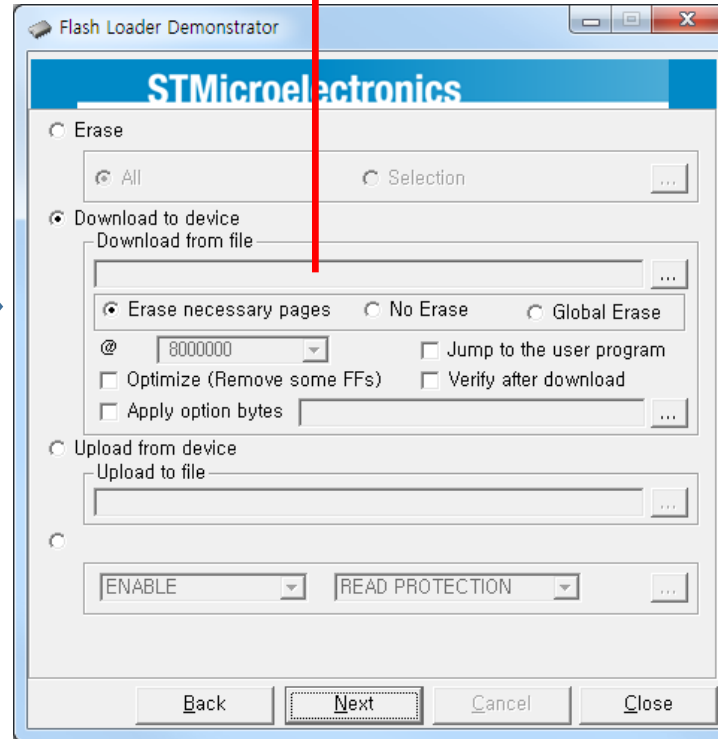 Flash Loader Demonstrator
STMicroelectronics
Erase
All Selection ...
Download to device
Download from file
...
Erase necessary pages No Erase Global Erase
@ 8000000 Jump to the user program
Optimize (Remove some FFs) Verify after download
Apply option bytes ...
Upload from device
Upload to file
...
ENABLE READ PROTECTION ...
Back Next Cancel Close